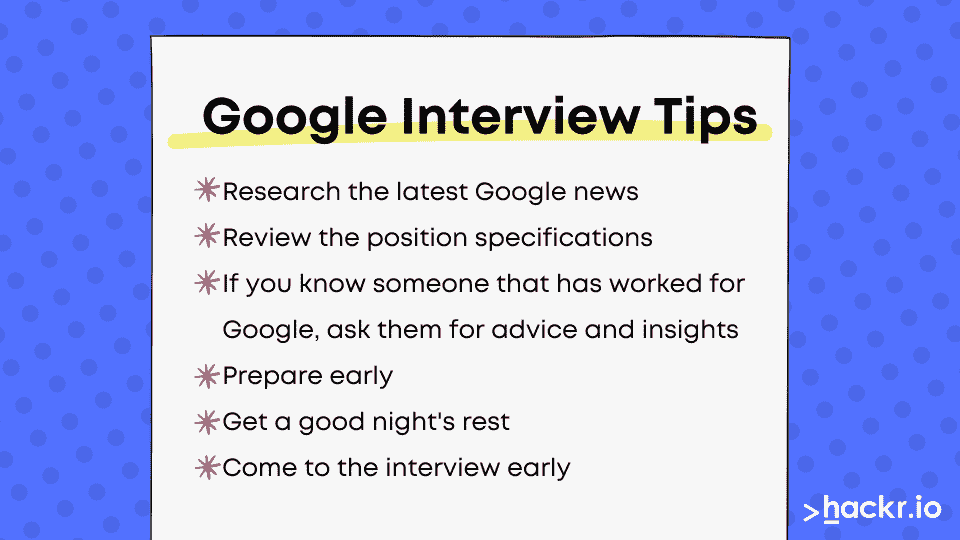 Google Interview Tips
Research the latest Google news
Review the position specifications
If you know someone that has worked for
Google, ask them for advice and insights
Prepare early
Get a good night's rest
Come to the interview early
>hackr.io